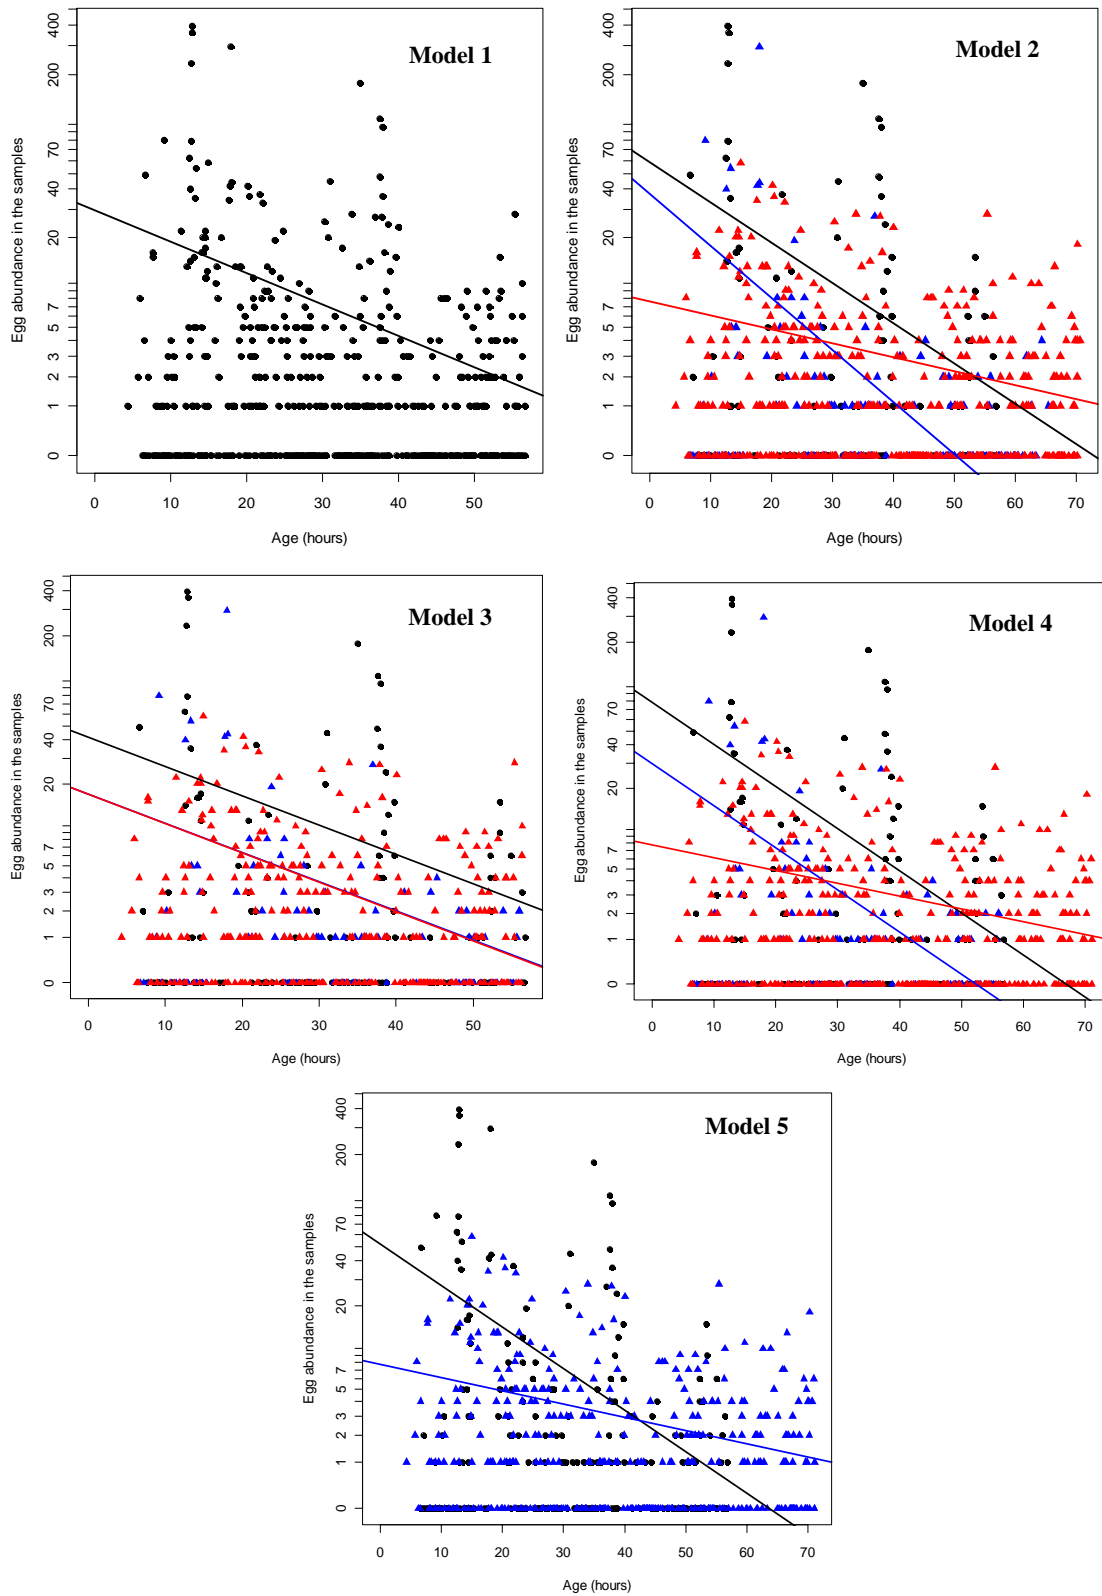 Model 1
Egg abundance in the samples
400
200
70
40
20
7
5
3
2
1
0
0 10 20 30 40 50
Age (hours)
Model 2
Egg abundance in the samples
400
200
70
40
20
7
5
3
2
1
0
0 10 20 30 40 50 60 70
Age (hours)
Model 3
Egg abundance in the samples
400
200
70
40
20
7
5
3
2
1
0
0 10 20 30 40 50
Age (hours)
Model 4
Egg abundance in the samples
400
200
70
40
20
7
5
3
2
1
0
0 10 20 30 40 50 60 70
Age (hours)
Model 5
Egg abundance in the samples
400
200
70
40
20
7
5
3
2
1
0
0 10 20 30 40 50 60 70
Age (hours)